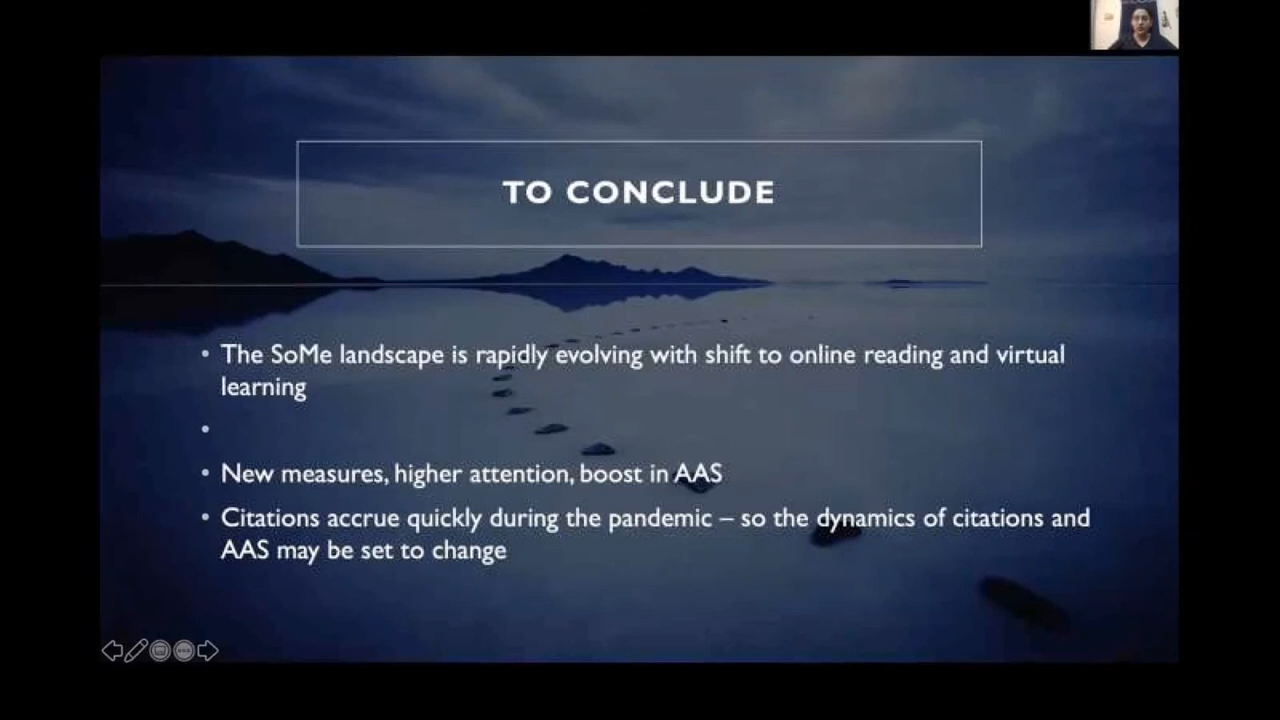 TO CONCLUDE
• The SoMe landscape is rapidly evolving with shift to online reading and virtual
learning
•
• New measures, higher attention, boost in AAS
• Citations accrue quickly during the pandemic – so the dynamics of citations and
AAS may be set to change